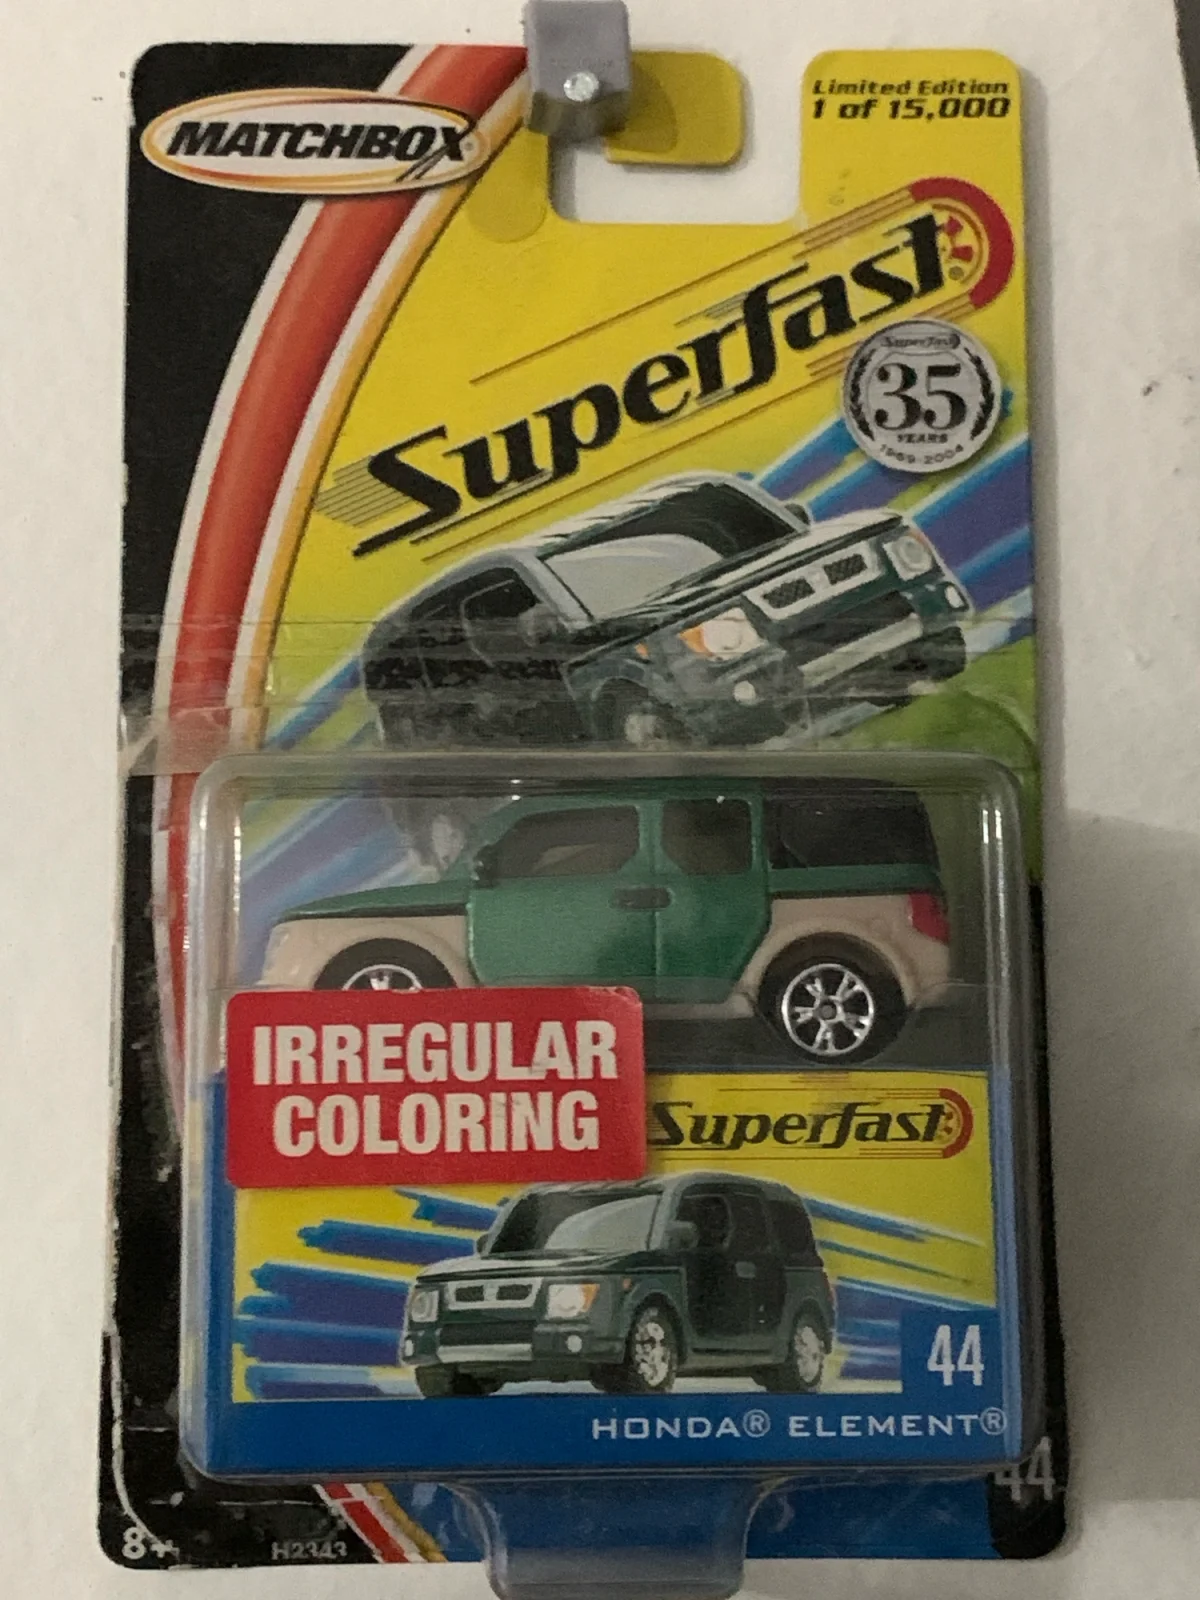 MATCHBOX®
Limited Edition
1 of 15,000
Superfast®
Superfast
35
YEARS
1969-2004
IRREGULAR
COLORING
Superfast
44
HONDA® ELEMENT®
44
8+
H2343